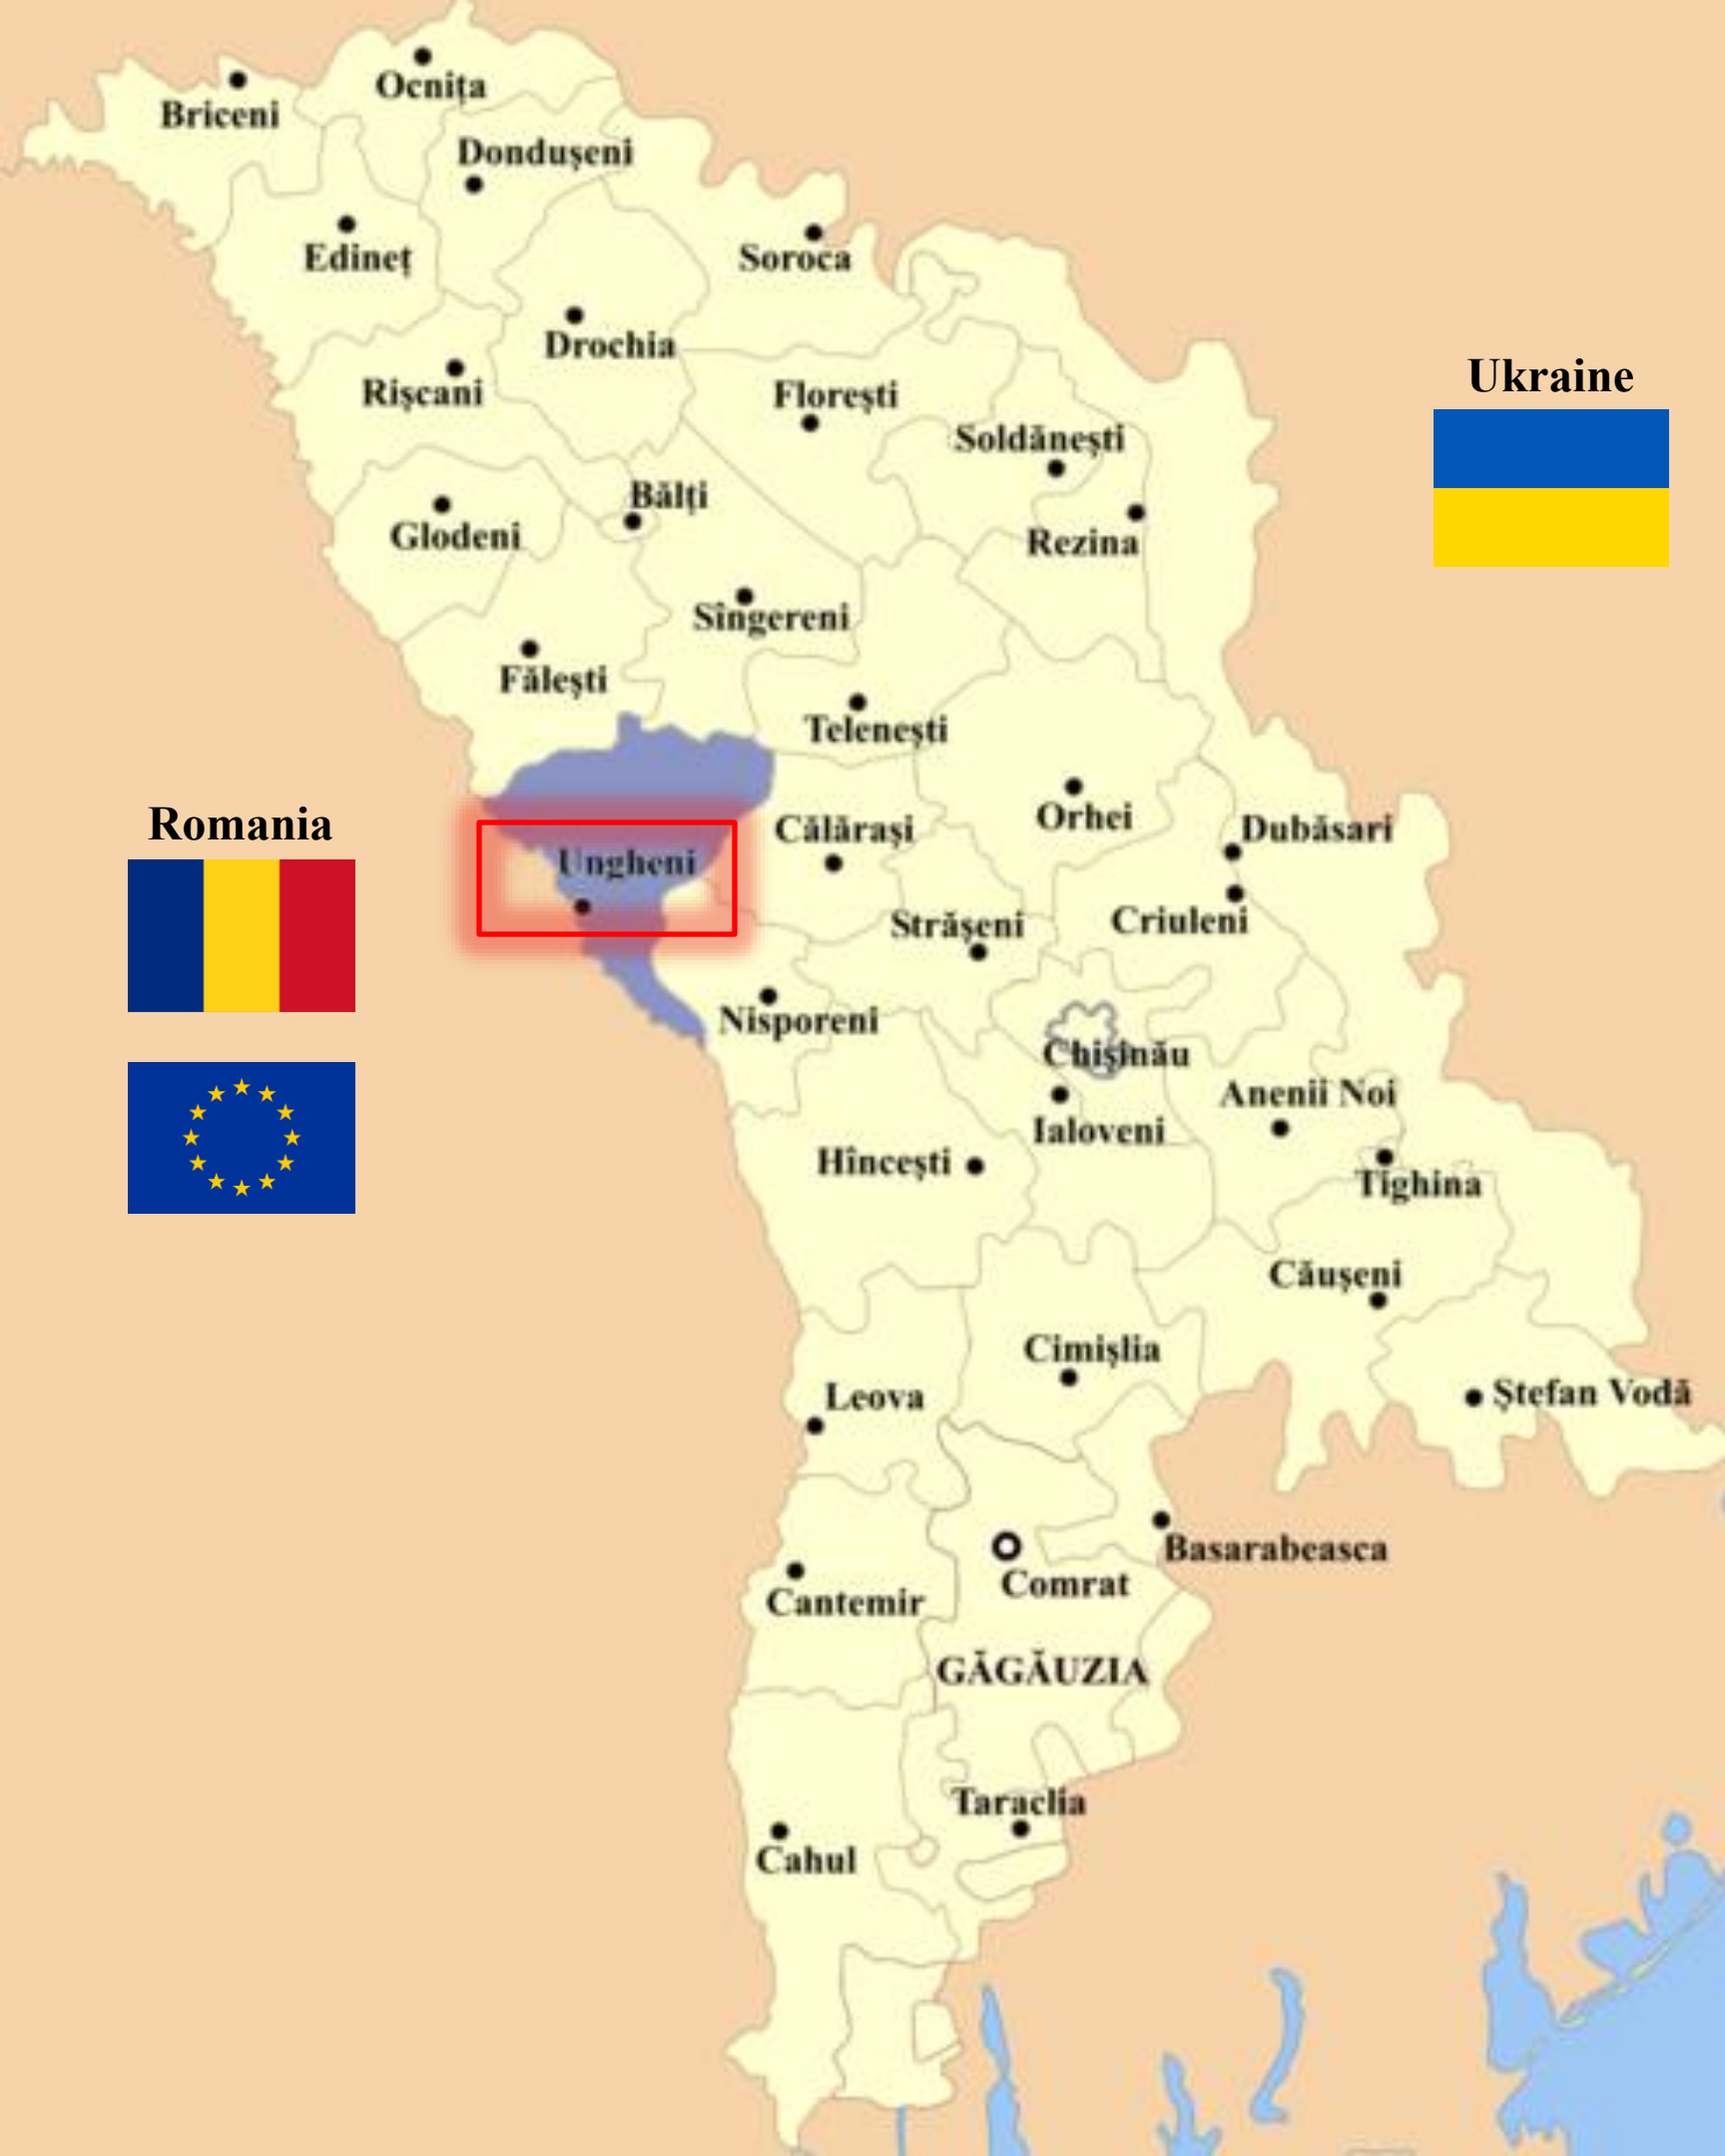 Ocnița
Briceni
Dondușeni
Edineț
Soroca
Drochia
Rișcani
Ukraine
Florești
Soldănești
Bălți
Glodeni
Rezina
Sîngereni
Fălești
Telenești
Romania
Ungheni
Călărași
Orhei
Dubăsari
Strășeni
Criuleni
Nisporeni
Chișinău
Anenii Noi
Ialoveni
Hîncești
Tighina
Căușeni
Cimișlia
Leova
Ștefan Vodă
Basarabeasca
Comrat
Cantemir
GĂGĂUZIA
Taraclia
Cahul